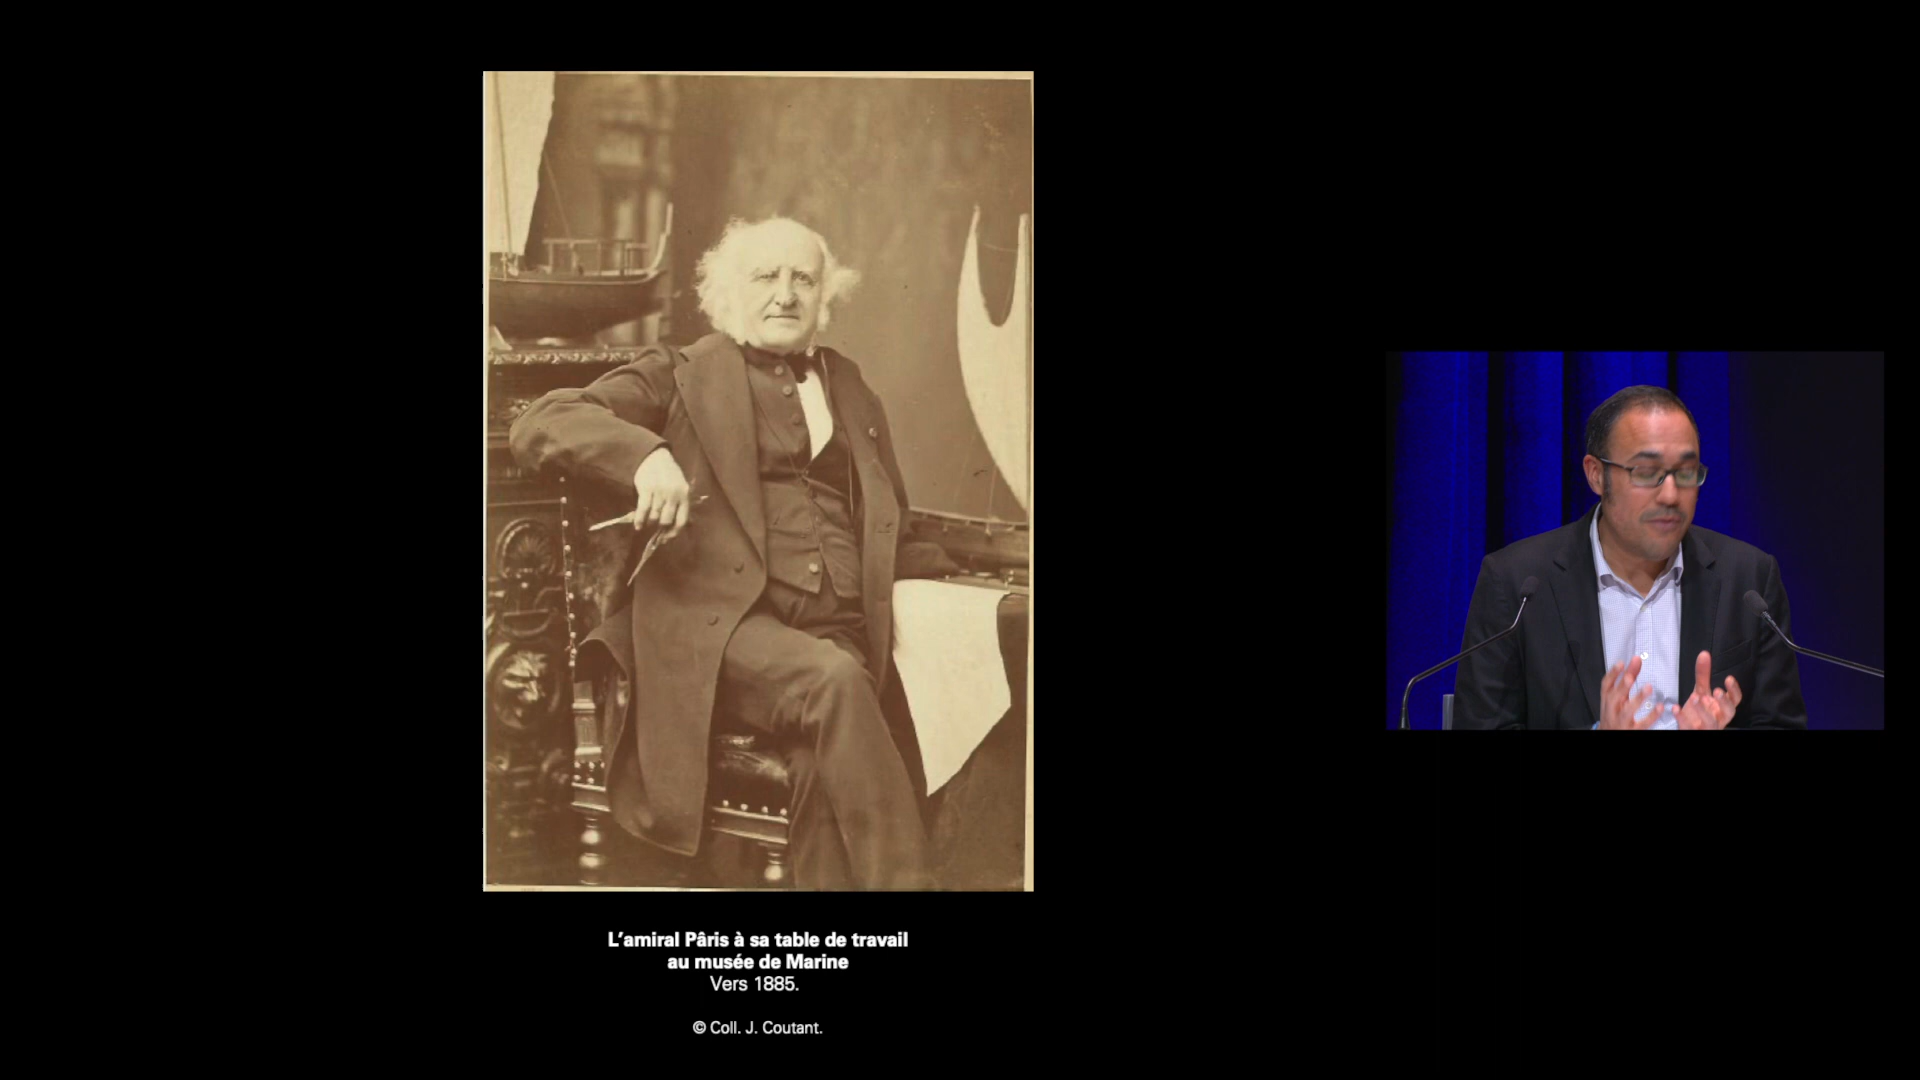 L’amiral Pâris à sa table de travail
au musée de Marine
Vers 1885.
© Coll. J. Coutant.